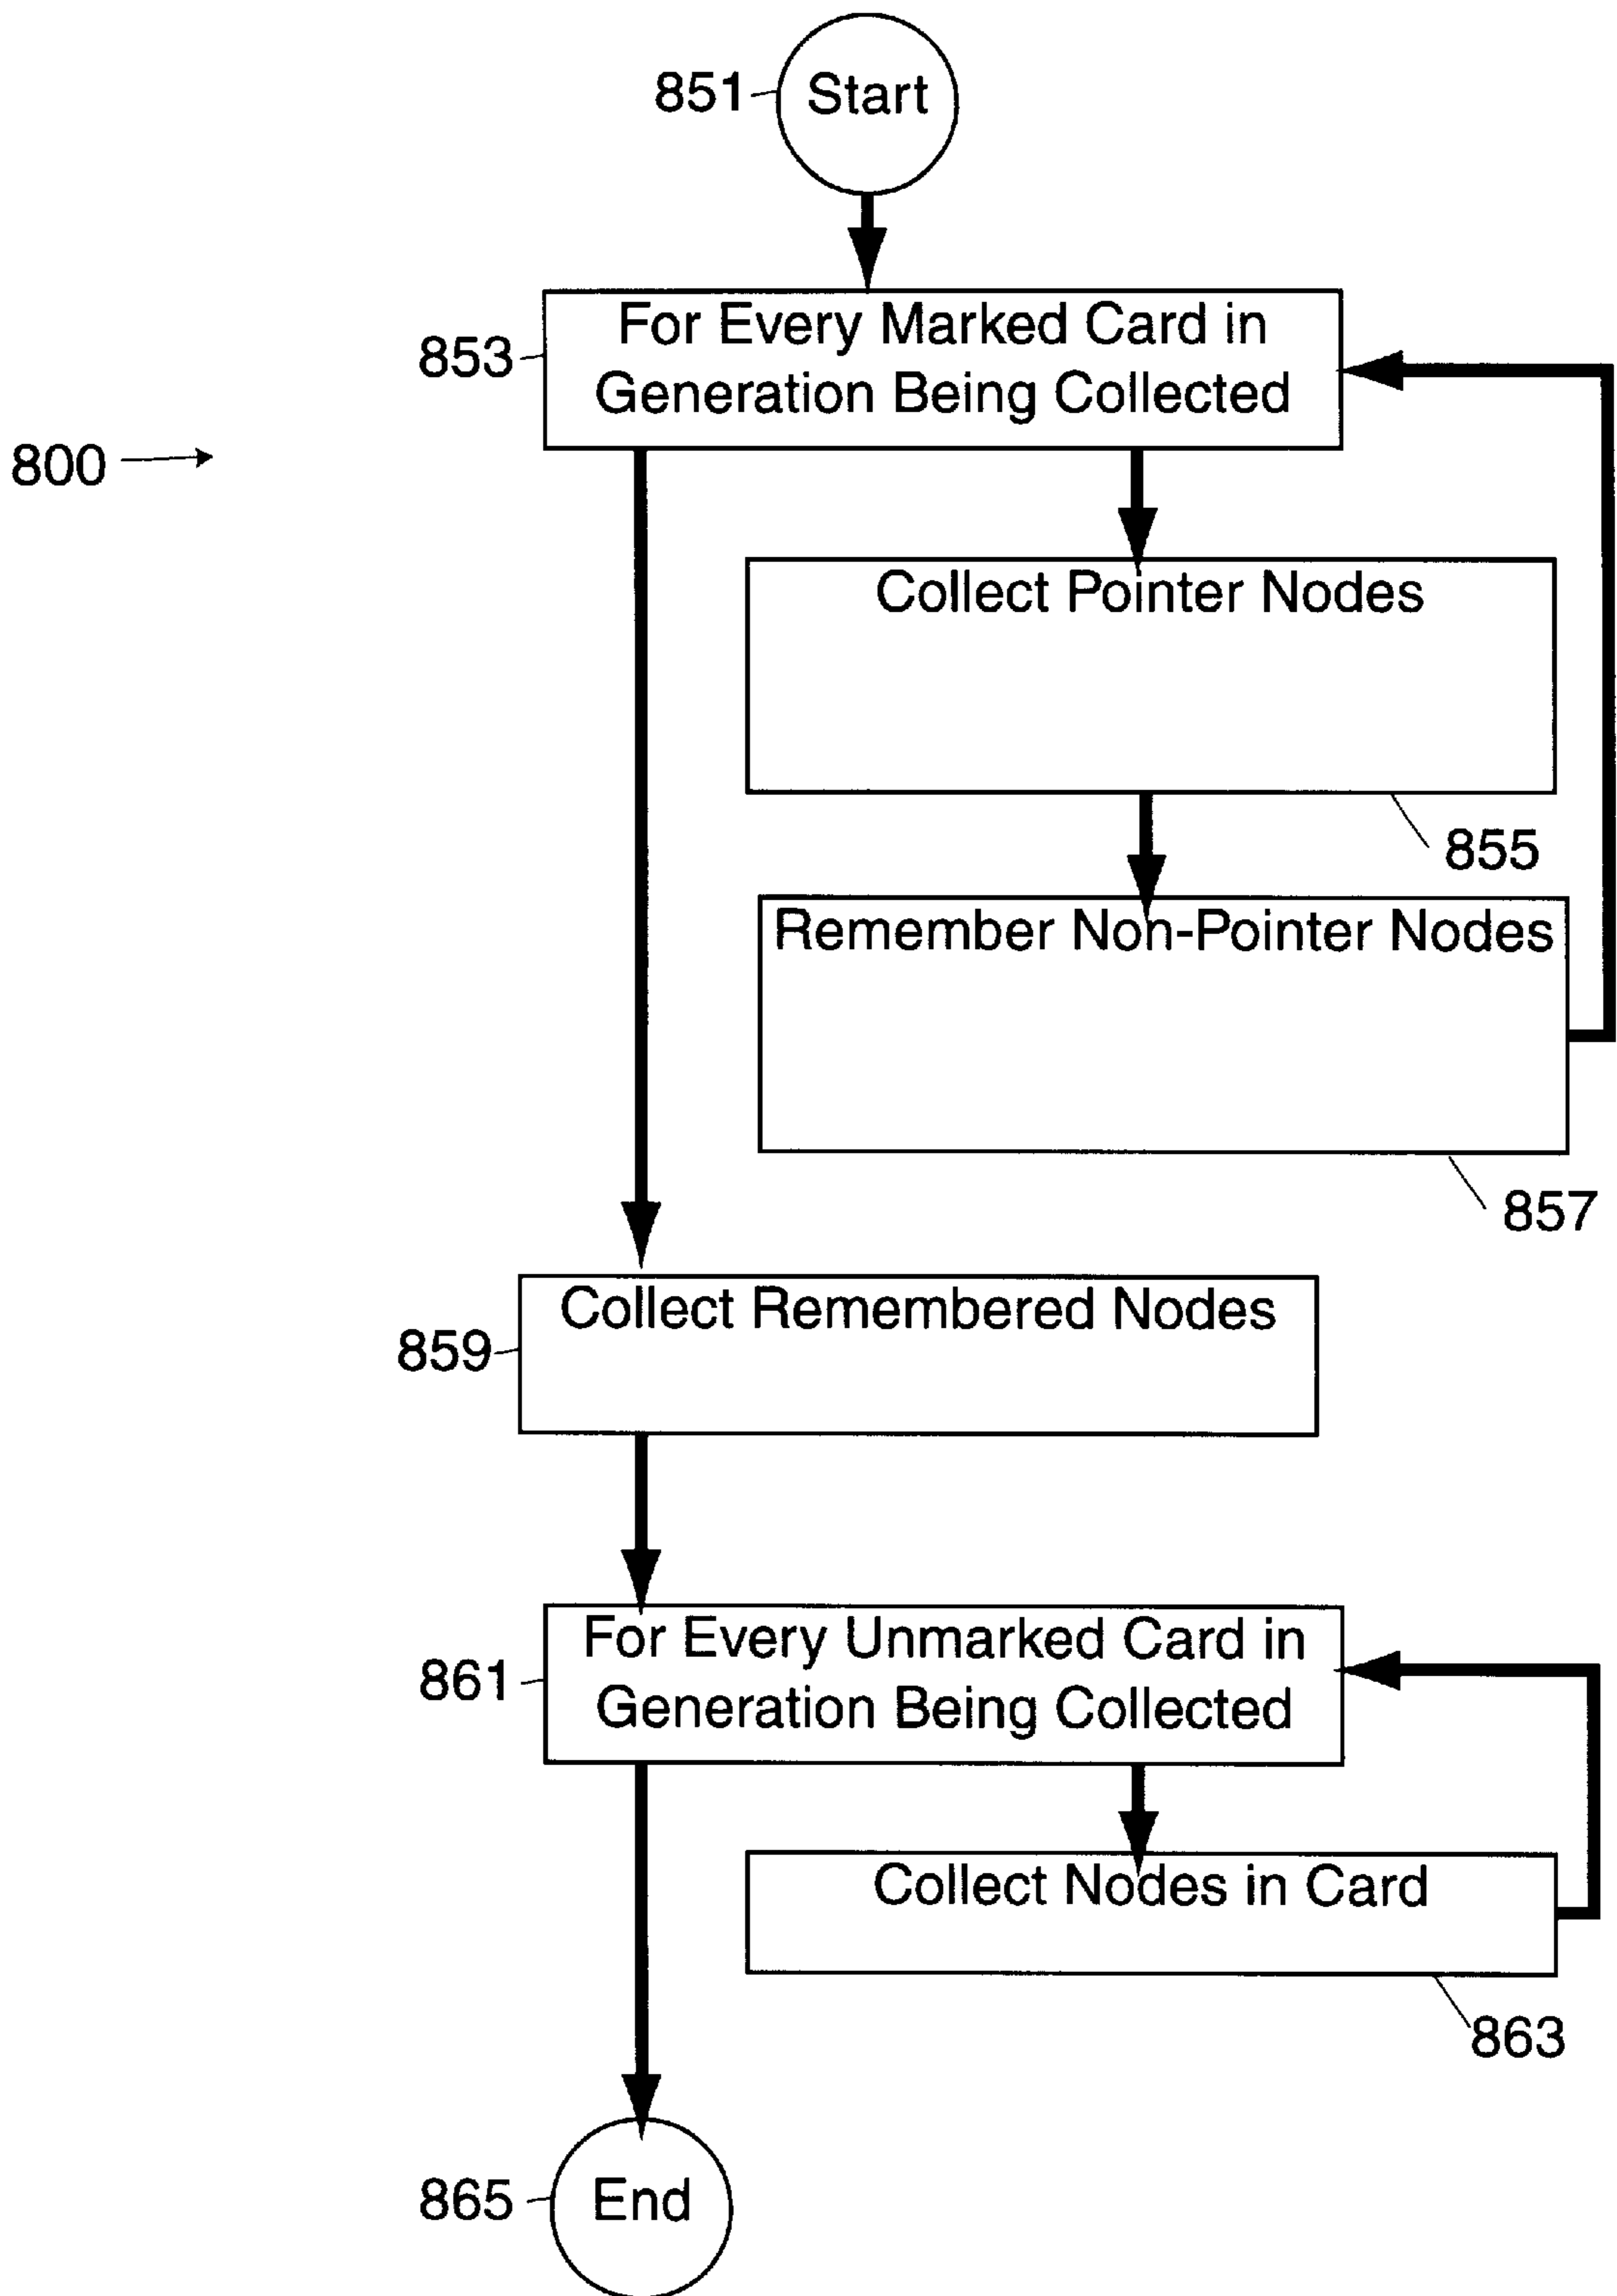 851
Start
For Every Marked Card in
853
Generation Being Collected
800
Collect Pointer Nodes
855
Remember Non-Pointer Nodes
857
Collect Remembered Nodes
859
For Every Unmarked Card in
861
Generation Being Collected
Collect Nodes in Card
863
865
End